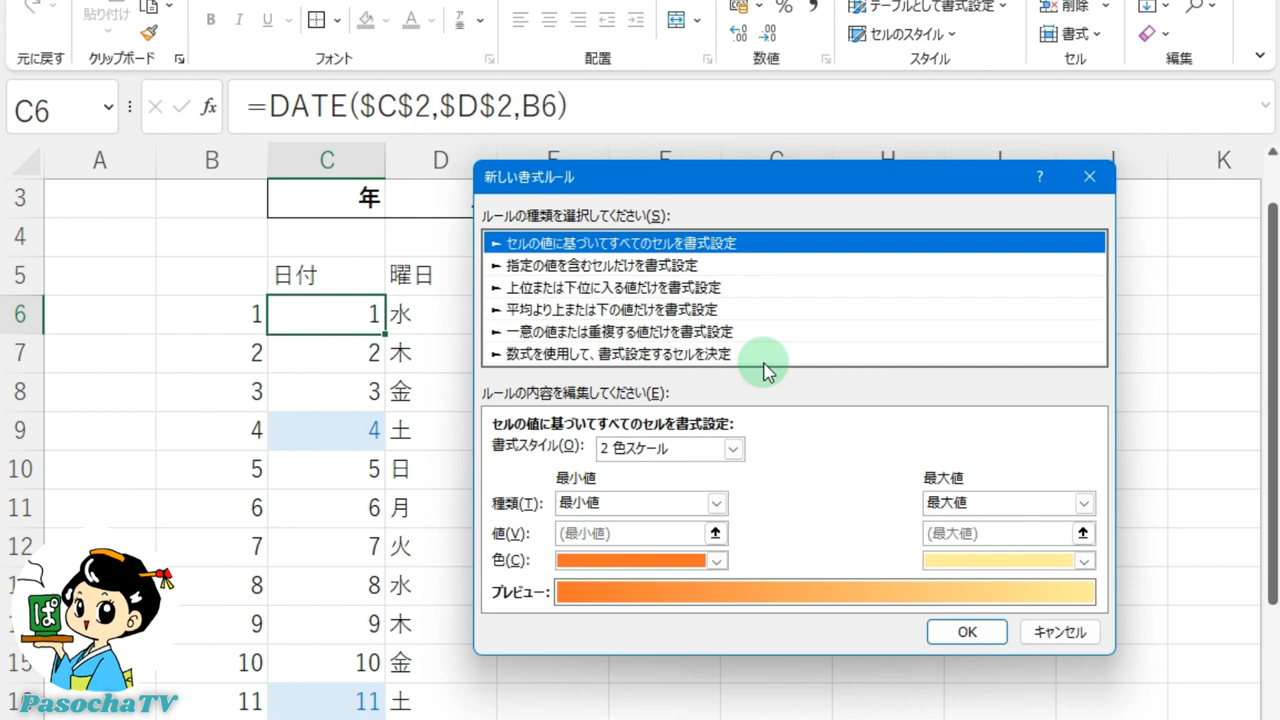 貼り付け
B I U
A
%
テーブルとして書式設定
セルのスタイル
削除
書式
元に戻す クリップボード フォント 配置 数値 スタイル セル 編集
C6 fx =DATE($C$2,$D$2,B6)
A B C D K
3 年
4
5 日付 曜日
6 1 1 水
7 2 2 木
8 3 3 金
9 4 4 土
10 5 5 日
11 6 6 月
12 7 7 火
8 8 水
9 9 木
15 10 10 金
11 11 土
新しい書式ルール ?
ルールの種類を選択してください(S):
► セルの値に基づいてすべてのセルを書式設定
► 指定の値を含むセルだけを書式設定
► 上位または下位に入る値だけを書式設定
► 平均より上または下の値だけを書式設定
► 一意の値または重複する値だけを書式設定
► 数式を使用して、書式設定するセルを決定
ルールの内容を編集してください(E):
セルの値に基づいてすべてのセルを書式設定:
書式スタイル(O): 2 色スケール
最小値 最大値
種類(T): 最小値 最大値
値(V): (最小値) (最大値)
色(C):
プレビュー:
OK キャンセル
ぱ
PasochaTV